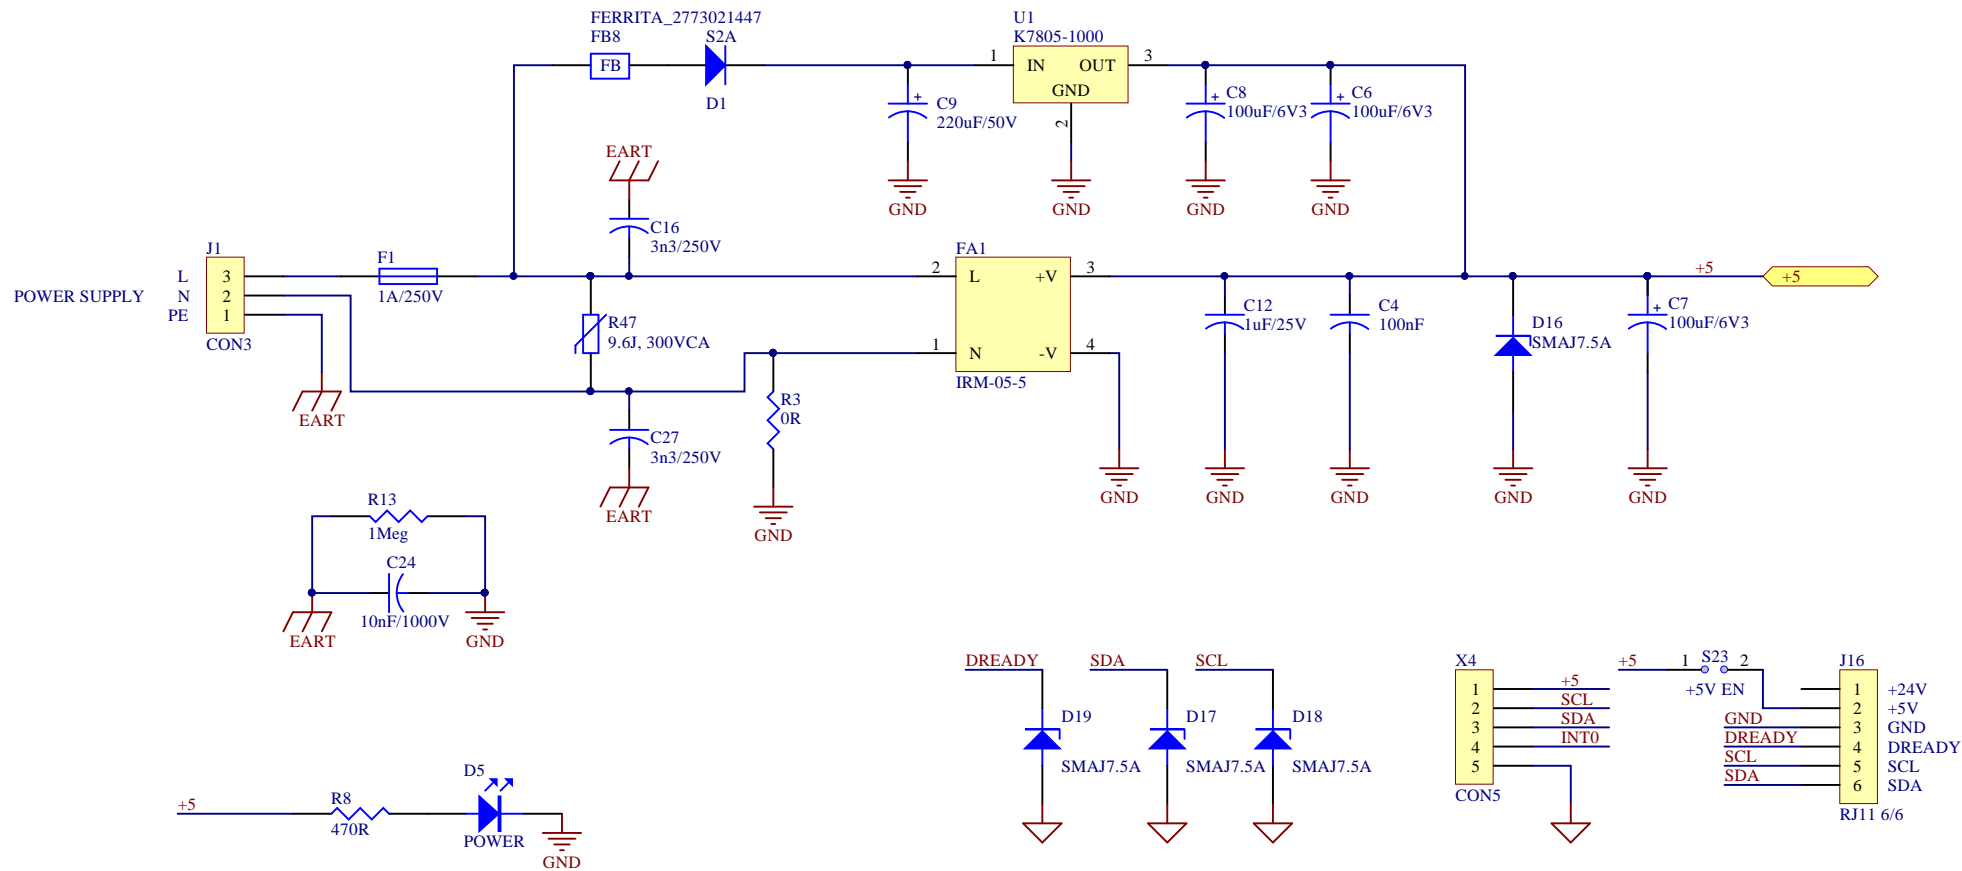 FERRITA_2773021447
FB8
S2A
FB
D1
U1
K7805-1000
1
IN
OUT
3
GND
2
C9
220uF/50V
C8
100uF/6V3
C6
100uF/6V3
GND
GND
GND
GND
EART
C16
3n3/250V
J1
POWER SUPPLY
L
N
PE
3
2
1
CON3
F1
1A/250V
EART
R47
9.6J, 300VCA
C27
3n3/250V
EART
R3
0R
GND
FA1
2
L
+V
3
1
N
-V
4
IRM-05-5
GND
C12
1uF/25V
GND
C4
100nF
GND
D16
SMAJ7.5A
GND
C7
100uF/6V3
GND
+5
+5
R13
1Meg
C24
10nF/1000V
EART
GND
+5
R8
470R
D5
POWER
GND
DREADY
D19
SMAJ7.5A
SDA
D17
SMAJ7.5A
SCL
D18
SMAJ7.5A
X4
1
+5
2
SCL
3
SDA
4
INT0
5
CON5
+5
1
S23
2
+5V EN
J16
1
+24V
2
+5V
GND
3
GND
DREADY
4
DREADY
SCL
5
SCL
SDA
6
SDA
RJ11 6/6